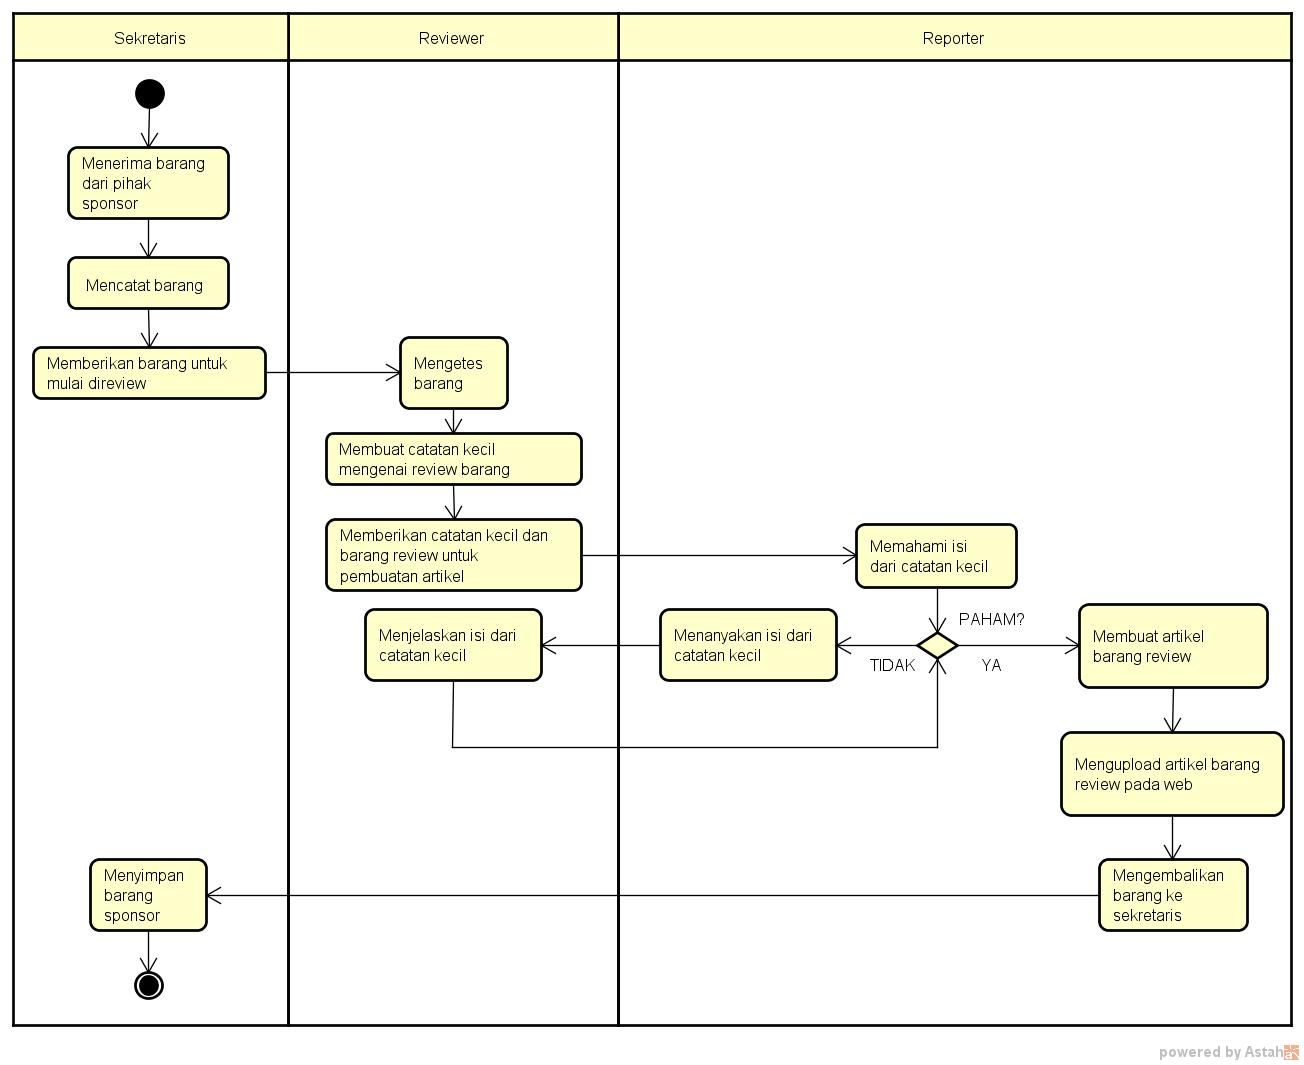 Sekretaris
Reviewer
Reporter
Menerima barang
dari pihak
sponsor
Mencatat barang
Memberikan barang untuk
mulai direview
Mengetes
barang
Membuat catatan kecil
mengenai review barang
Memberikan catatan kecil dan
barang review untuk
pembuatan artikel
Memahami isi
dari catatan kecil
PAHAM?
Menjelaskan isi dari
catatan kecil
Menanyakan isi dari
catatan kecil
TIDAK
YA
Membuat artikel
barang review
Mengupload artikel barang
review pada web
Mengembalikan
barang ke
sekretaris
Menyimpan
barang
sponsor
powered by Astah